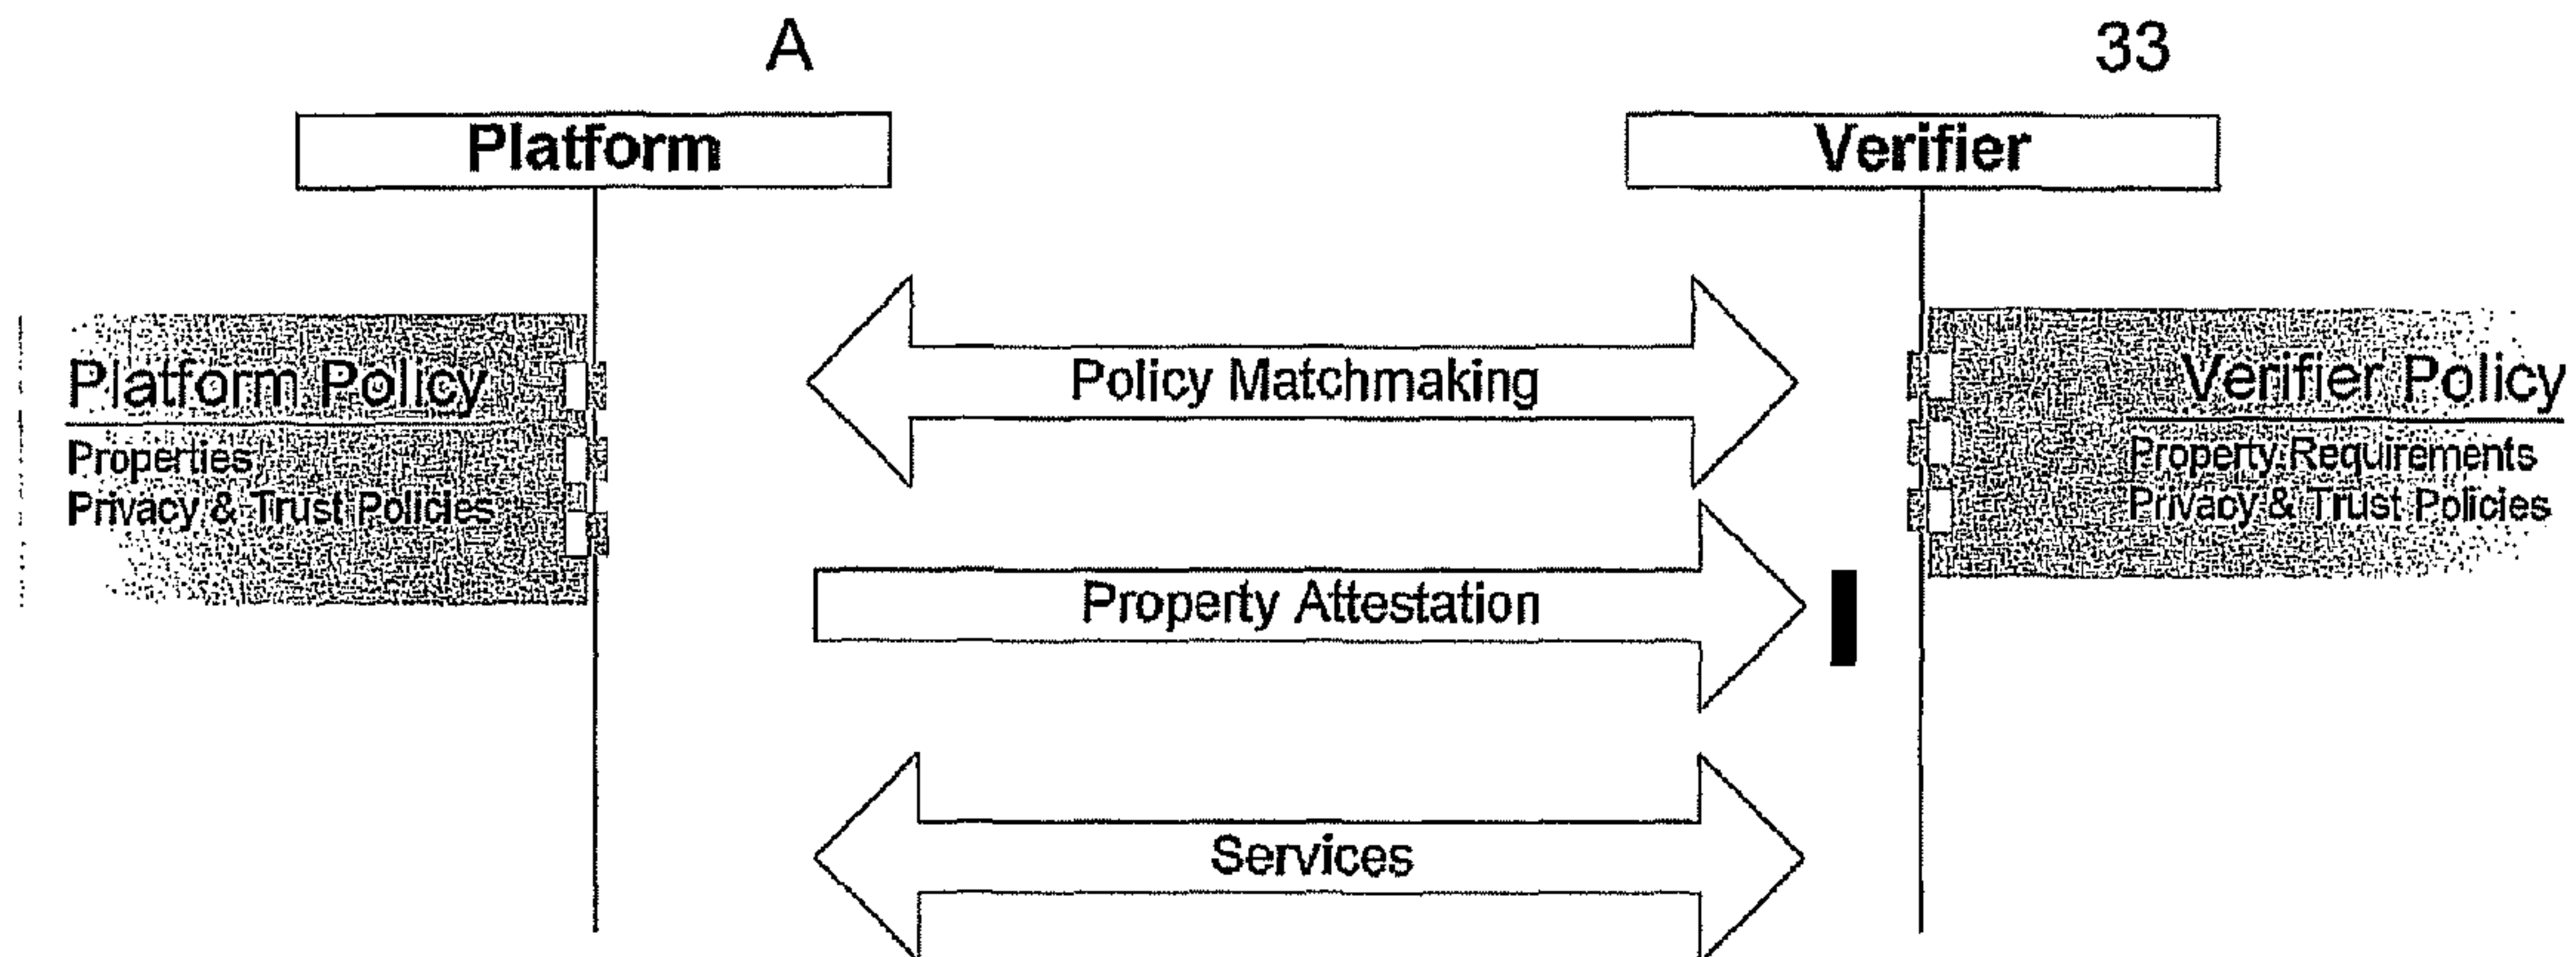 A
33
Platform
Verifier
Platform Policy
Properties
Privacy & Trust Policies
Policy Matchmaking
Verifier Policy
Property Requirements
Privacy & Trust Policies
Property Attestation
Services